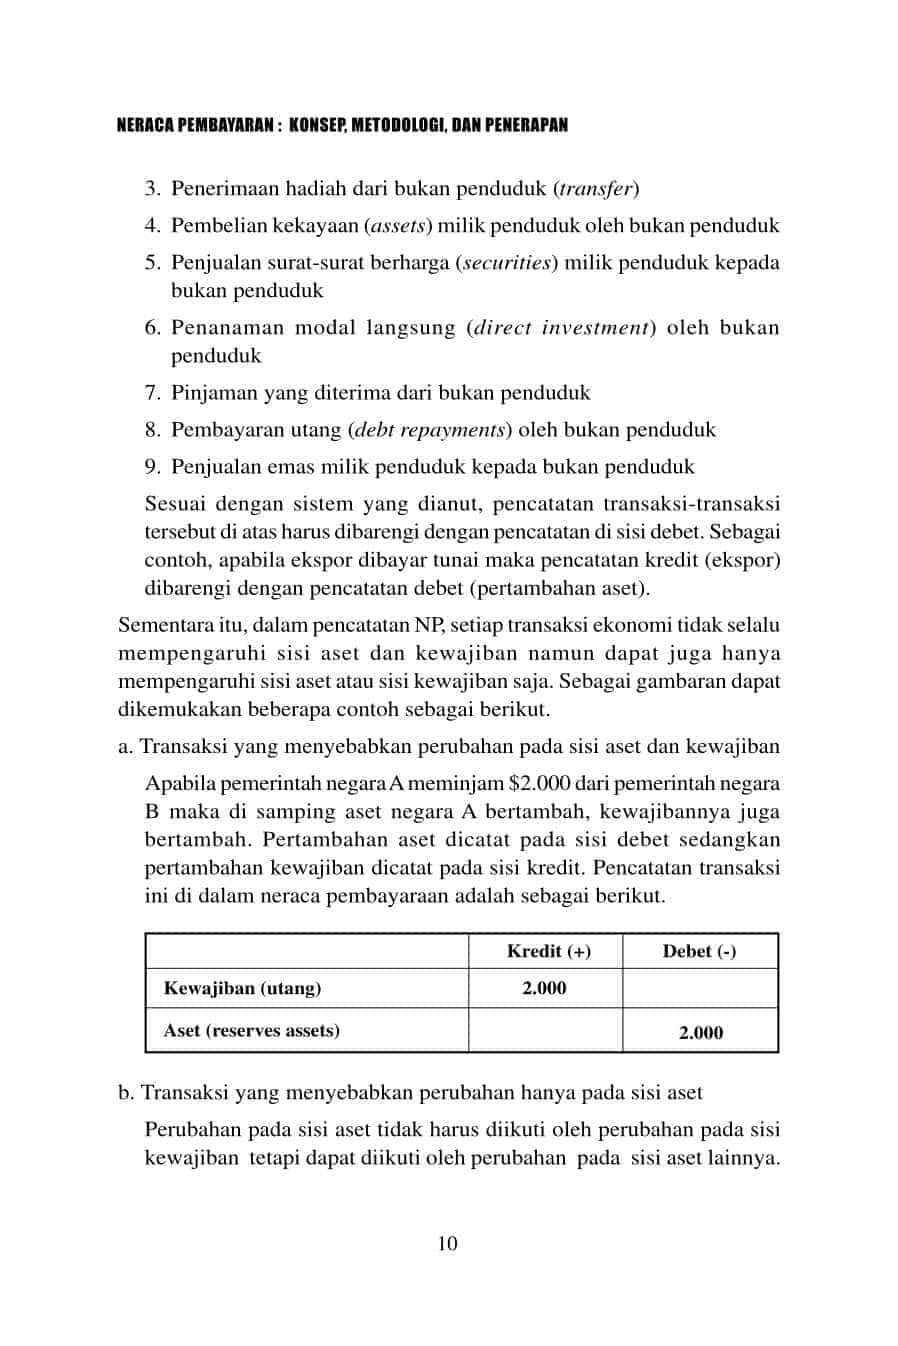 NERACA PEMBAYARAN : KONSEP, METODOLOGI, DAN PENERAPAN
3. Penerimaan hadiah dari bukan penduduk (transfer)
4. Pembelian kekayaan (assets) milik penduduk oleh bukan penduduk
5. Penjualan surat-surat berharga (securities) milik penduduk kepada
bukan penduduk
6. Penanaman modal langsung (direct investment) oleh bukan
penduduk
7. Pinjaman yang diterima dari bukan penduduk
8. Pembayaran utang (debt repayments) oleh bukan penduduk
9. Penjualan emas milik penduduk kepada bukan penduduk
Sesuai dengan sistem yang dianut, pencatatan transaksi-transaksi
tersebut di atas harus dibarengi dengan pencatatan di sisi debet. Sebagai
contoh, apabila ekspor dibayar tunai maka pencatatan kredit (ekspor)
dibarengi dengan pencatatan debet (pertambahan aset).
Sementara itu, dalam pencatatan NP, setiap transaksi ekonomi tidak selalu
mempengaruhi sisi aset dan kewajiban namun dapat juga hanya
mempengaruhi sisi aset atau sisi kewajiban saja. Sebagai gambaran dapat
dikemukakan beberapa contoh sebagai berikut.
a. Transaksi yang menyebabkan perubahan pada sisi aset dan kewajiban
Apabila pemerintah negara A meminjam $2.000 dari pemerintah negara
B maka di samping aset negara A bertambah, kewajibannya juga
bertambah. Pertambahan aset dicatat pada sisi debet sedangkan
pertambahan kewajiban dicatat pada sisi kredit. Pencatatan transaksi
ini di dalam neraca pembayaraan adalah sebagai berikut.
Kredit (+) Debet (-)
Kewajiban (utang) 2.000
Aset (reserves assets) 2.000
b. Transaksi yang menyebabkan perubahan hanya pada sisi aset
Perubahan pada sisi aset tidak harus diikuti oleh perubahan pada sisi
kewajiban tetapi dapat diikuti oleh perubahan pada sisi aset lainnya.
10